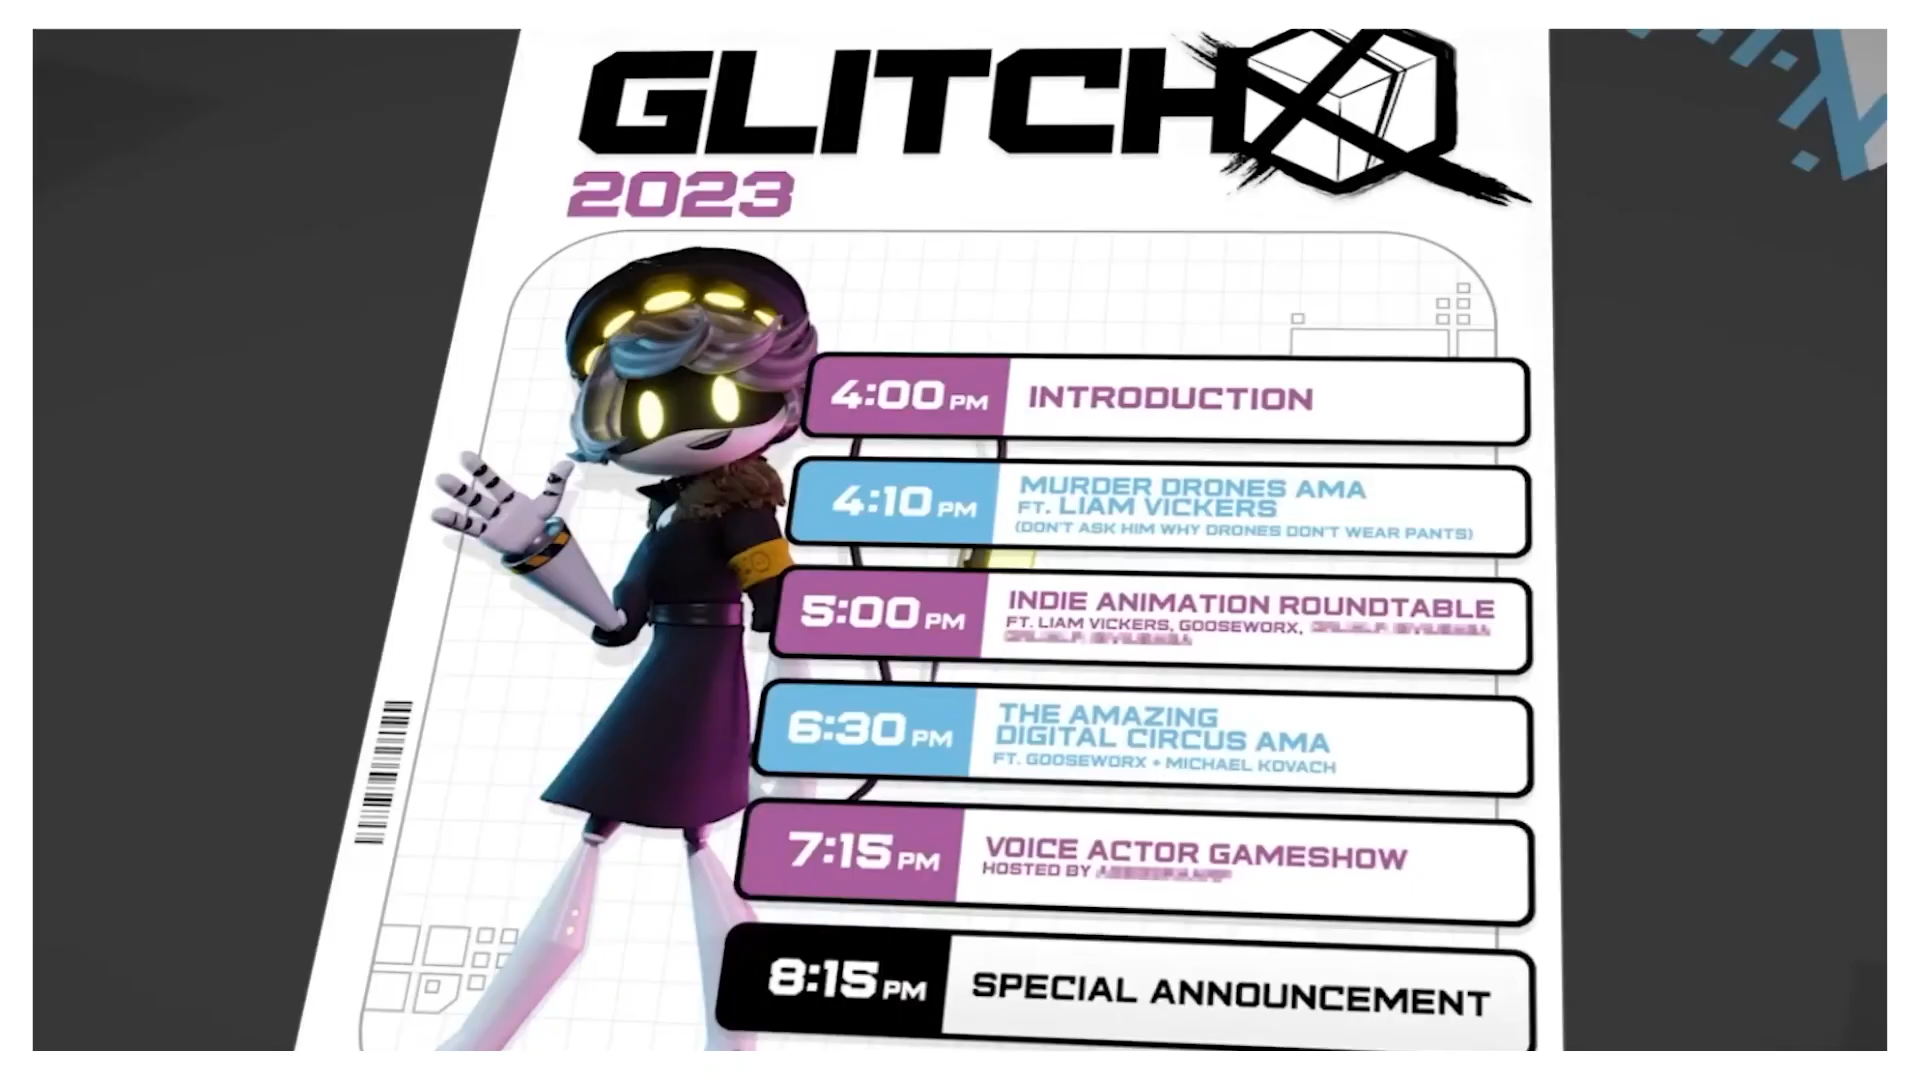 GLITCHX
2023
4:00 PM INTRODUCTION
4:10 PM MURDER DRONES AMA
FT. LIAM VICKERS
(DON'T ASK HIM WHY DRONES DON'T WEAR PANTS)
5:00 PM INDIE ANIMATION ROUNDTABLE
FT. LIAM VICKERS, GOOSEWORX,
6:30 PM THE AMAZING
DIGITAL CIRCUS AMA
FT. GOOSEWORX + MICHAEL KOVACH
7:15 PM VOICE ACTOR GAMESHOW
HOSTED BY
8:15 PM SPECIAL ANNOUNCEMENT